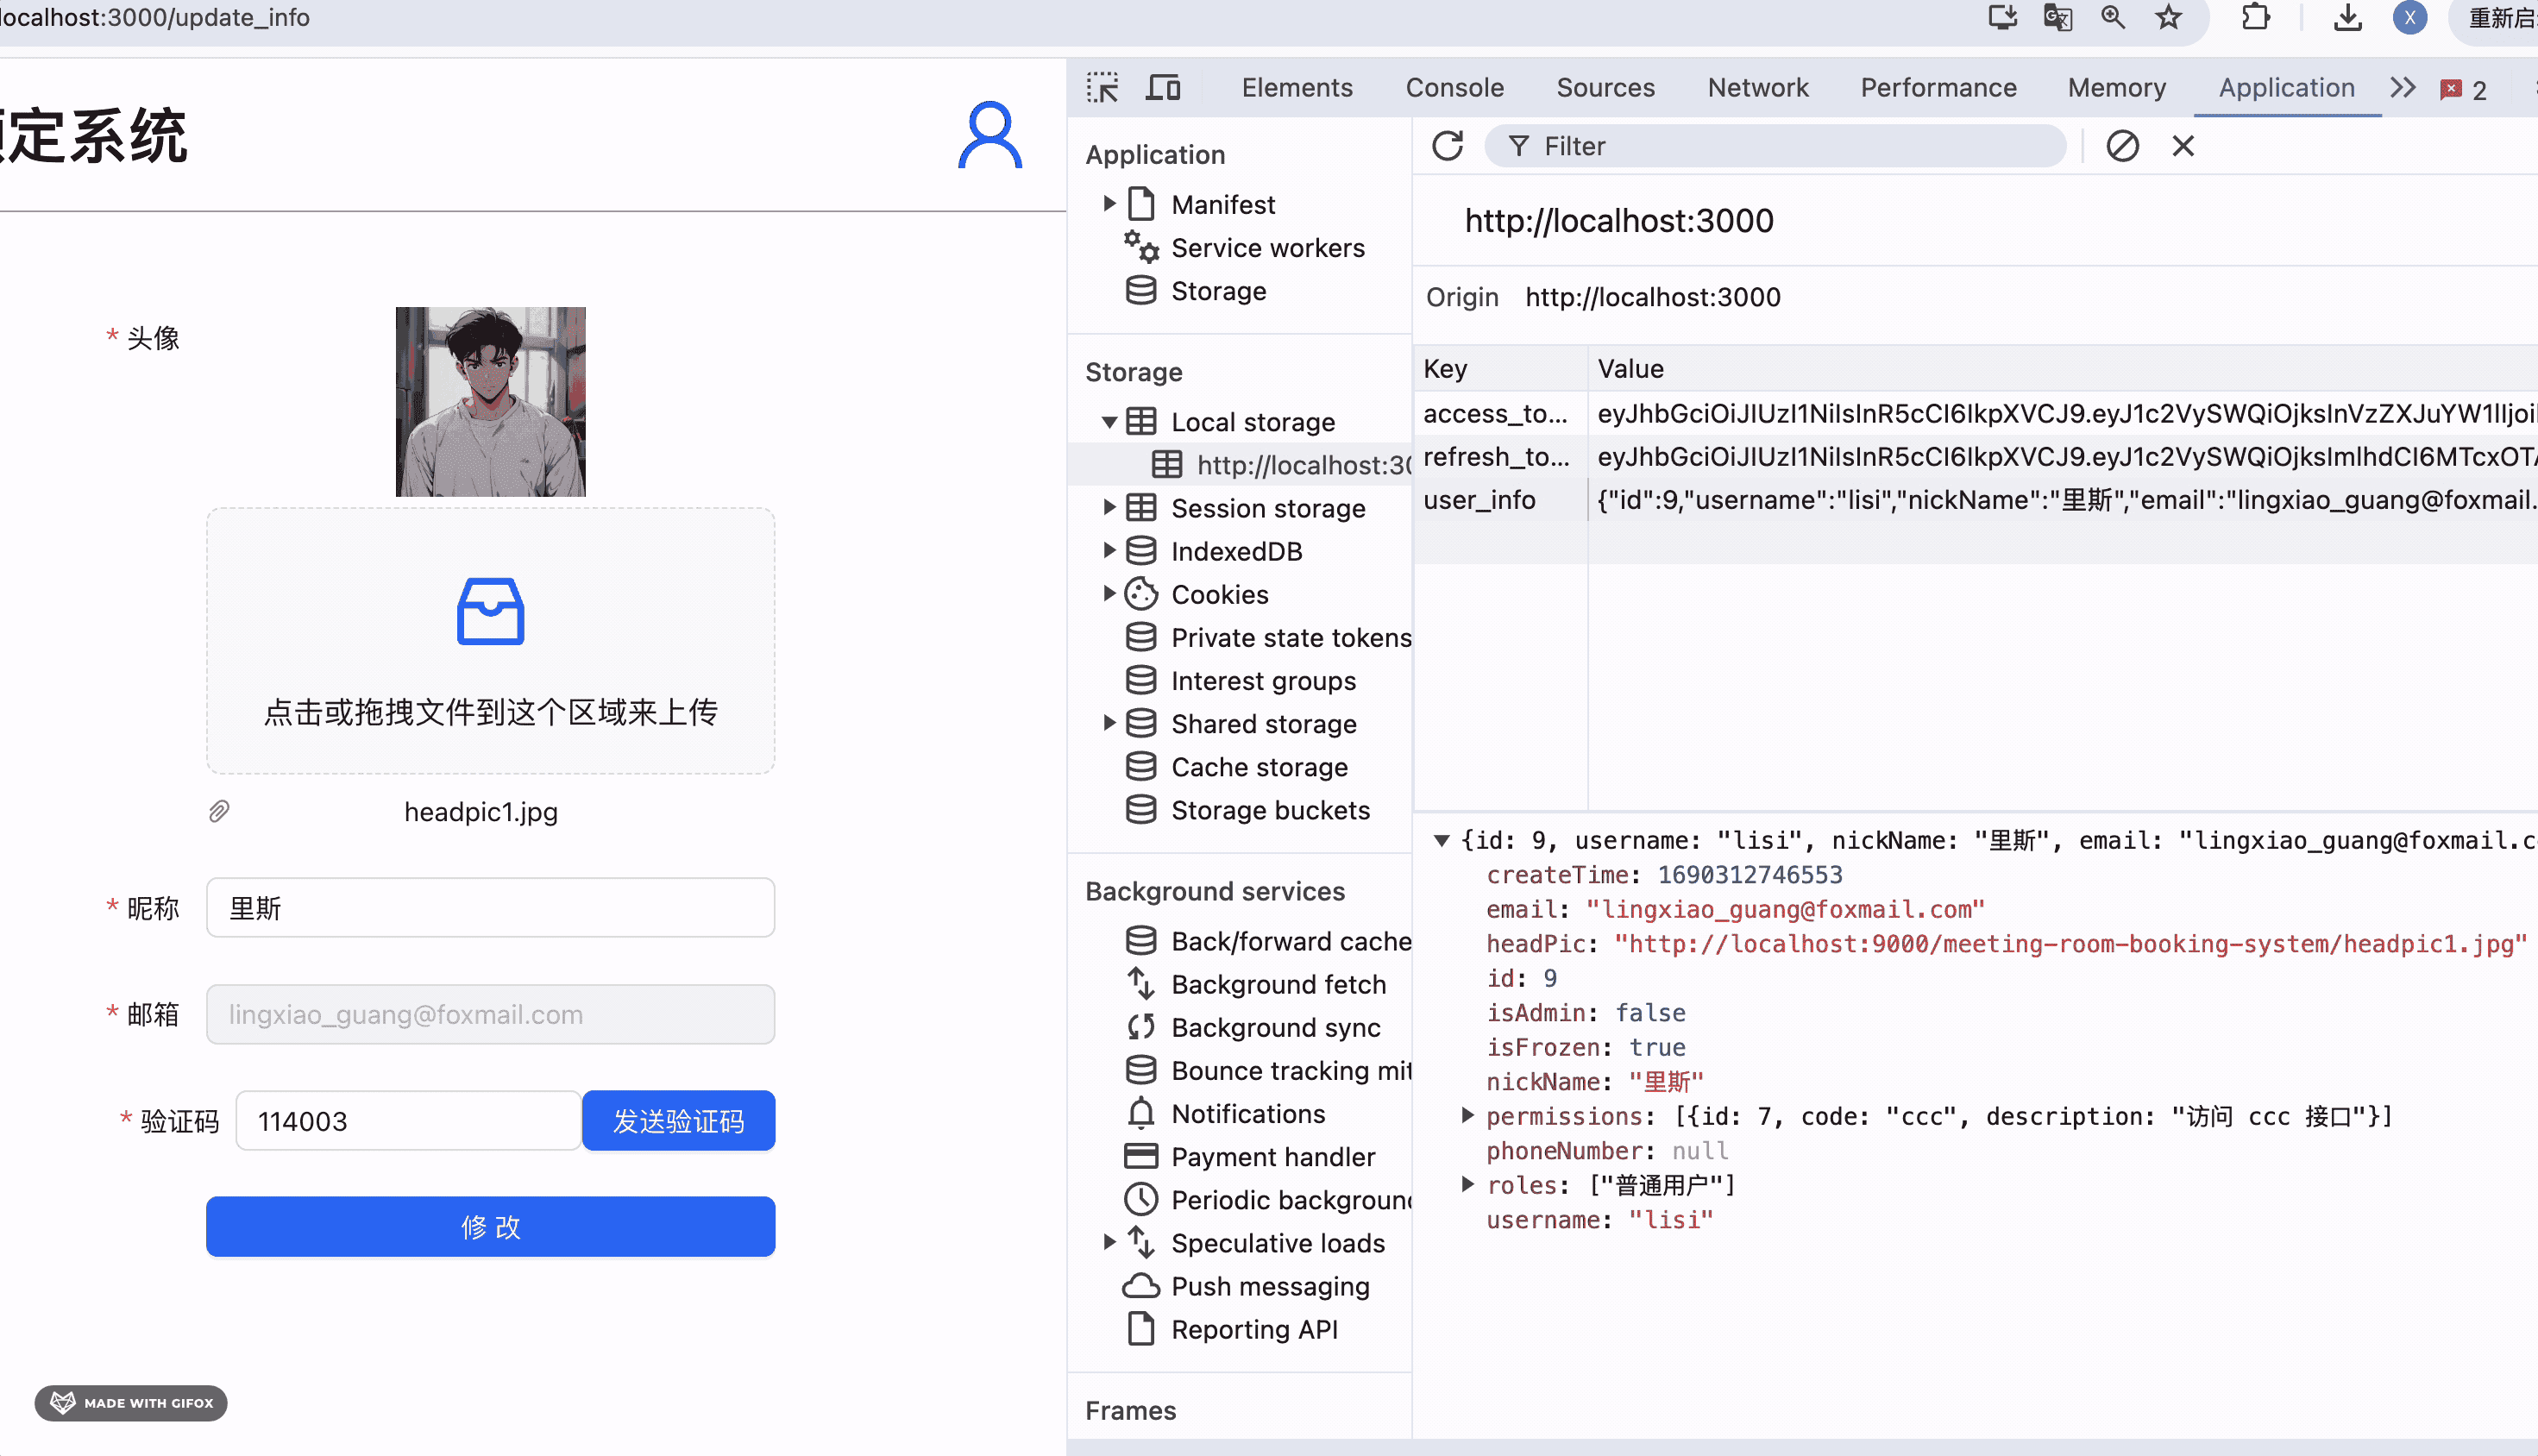 localhost:3000/update_info
重新启
定系统
* 头像
点击或拖拽文件到这个区域来上传
headpic1.jpg
* 昵称 里斯
* 邮箱 lingxiao_guang@foxmail.com
* 验证码 114003 发送验证码
修 改
MADE WITH GIFOX
Elements Console Sources Network Performance Memory Application 2
Application
Manifest
Service workers
Storage
Storage
Local storage
http://localhost:30
Session storage
IndexedDB
Cookies
Private state tokens
Interest groups
Shared storage
Cache storage
Storage buckets
Background services
Back/forward cache
Background fetch
Background sync
Bounce tracking mit
Notifications
Payment handler
Periodic background
Speculative loads
Push messaging
Reporting API
Frames
Filter
http://localhost:3000
Origin http://localhost:3000
Key Value
access_to... eyJhbGciOiJIUzI1NiIsInR5cCI6IkpXVCJ9.eyJ1c2VySWQiOjksInVzZXJuYW1lIjoi
refresh_to... eyJhbGciOiJIUzI1NiIsInR5cCI6IkpXVCJ9.eyJ1c2VySWQiOjksImlhdCI6MTcxOT
user_info {"id":9,"username":"lisi","nickName":"里斯","email":"lingxiao_guang@foxmail.
{id: 9, username: "lisi", nickName: "里斯", email: "lingxiao_guang@foxmail.c
createTime: 1690312746553
email: "lingxiao_guang@foxmail.com"
headPic: "http://localhost:9000/meeting-room-booking-system/headpic1.jpg"
id: 9
isAdmin: false
isFrozen: true
nickName: "里斯"
permissions: [{id: 7, code: "ccc", description: "访问 ccc 接口"}]
phoneNumber: null
roles: ["普通用户"]
username: "lisi"
X